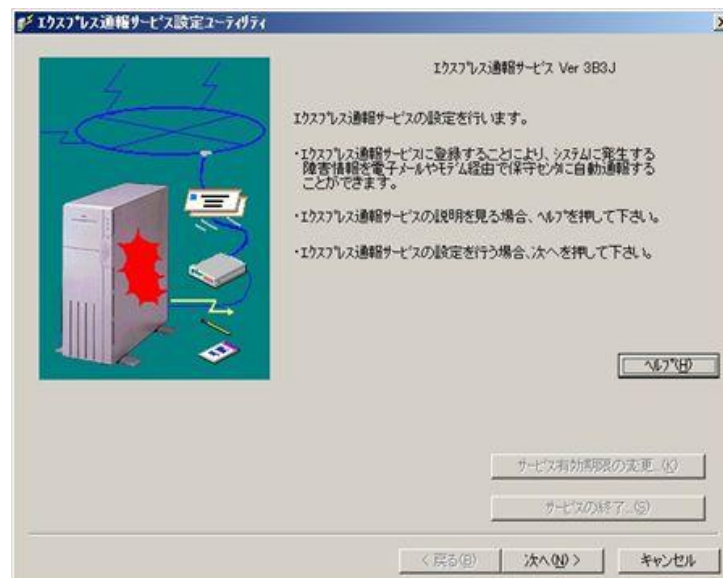 エクスプレス通報サービス設定ユーティリティ
エクスプレス通報サービス Ver 3B3J
エクスプレス通報サービスの設定を行います。
・エクスプレス通報サービスに登録することにより、システムに発生する
障害情報を電子メールやモデム経由で保守センタに自動通報する
ことができます。
・エクスプレス通報サービスの説明を見る場合、ヘルプを押して下さい。
・エクスプレス通報サービスの設定を行う場合、次へを押して下さい。
ヘルプ(H)
サービス有効期限の変更...(K)
サービスの終了...(S)
< 戻る(B)
次へ(N) >
キャンセル